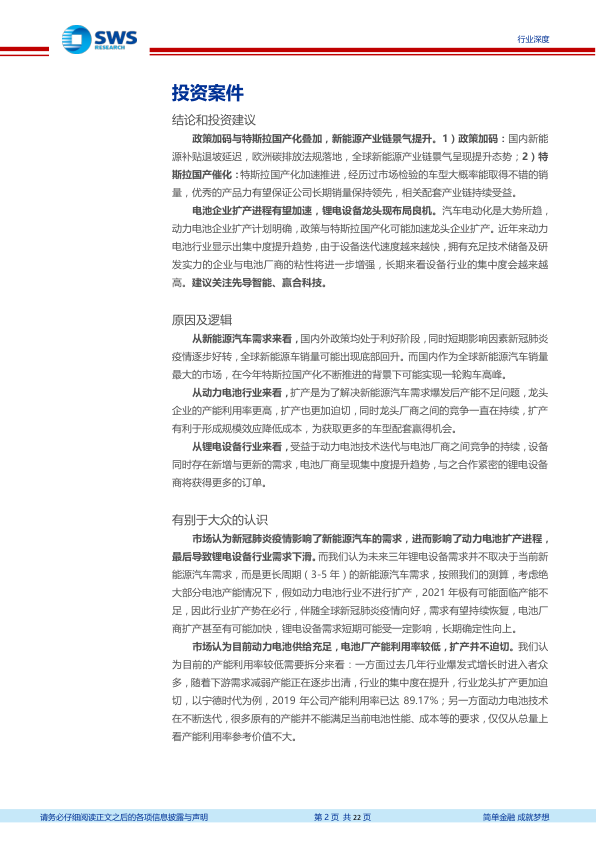 SWS
RESEARCH
行业深度
投资案件
结论和投资建议
政策加码与特斯拉国产化叠加，新能源产业链景气提升。1）政策加码：国内新能
源补贴退坡延迟，欧洲碳排放法规落地，全球新能源产业链景气呈现提升态势；2）特
斯拉国产催化：特斯拉国产化加速推进，经历过市场检验的车型大概率能取得不错的销
量，优秀的产品力有望保证公司长期销量保持领先，相关配套产业链持续受益。
电池企业扩产进程有望加速，锂电设备龙头现布局良机。汽车电动化是大势所趋，
动力电池企业扩产计划明确，政策与特斯拉国产化可能加速龙头企业扩产。近年来动力
电池行业显示出集中度提升趋势，由于设备迭代速度越来越快，拥有充足技术储备及研
发实力的企业与电池厂商的粘性将进一步增强，长期来看设备行业的集中度会越来越
高。建议关注先导智能、赢合科技。
原因及逻辑
从新能源汽车需求来看，国内外政策均处于利好阶段，同时短期影响因素新冠肺炎
疫情逐步好转，全球新能源车销量可能出现底部回升。而国内作为全球新能源汽车销量
最大的市场，在今年特斯拉国产化不断推进的背景下可能实现一轮购车高峰。
从动力电池行业来看，扩产是为了解决新能源汽车需求爆发后产能不足问题，龙头
企业的产能利用率更高，扩产也更加迫切，同时龙头厂商之间的竞争一直在持续，扩产
有利于形成规模效应降低成本，为获取更多的车型配套赢得机会。
从锂电设备行业来看，受益于动力电池技术迭代与电池厂商之间竞争的持续，设备
同时存在新增与更新的需求，电池厂商呈现集中度提升趋势，与之合作紧密的锂电设备
商将获得更多的订单。
有别于大众的认识
市场认为新冠肺炎疫情影响了新能源汽车的需求，进而影响了动力电池扩产进程，
最后导致锂电设备行业需求下滑。而我们认为未来三年锂电设备需求并不取决于当前新
能源汽车需求，而是更长周期（3-5 年）的新能源汽车需求，按照我们的测算，考虑绝
大部分电池产能情况下，假如动力电池行业不进行扩产，2021 年极有可能面临产能不
足，因此行业扩产势在必行，伴随全球新冠肺炎疫情向好，需求有望持续恢复，电池厂
商扩产甚至有可能加快，锂电设备需求短期可能受一定影响，长期确定性向上。
市场认为目前动力电池供给充足，电池厂产能利用率较低，扩产并不迫切。我们认
为目前的产能利用率较低需要拆分来看：一方面过去几年行业爆发式增长时进入者众
多，随着下游需求减弱产能正在逐步出清，行业的集中度在提升，行业龙头扩产更加迫
切，以宁德时代为例，2019 年公司产能利用率已达 89.17%；另一方面动力电池技术
在不断迭代，很多原有的产能并不能满足当前电池性能、成本等的要求，仅仅从总量上
看产能利用率参考价值不大。
请务必仔细阅读正文之后的各项信息披露与声明
第 2 页 共 22 页
简单金融 成就梦想